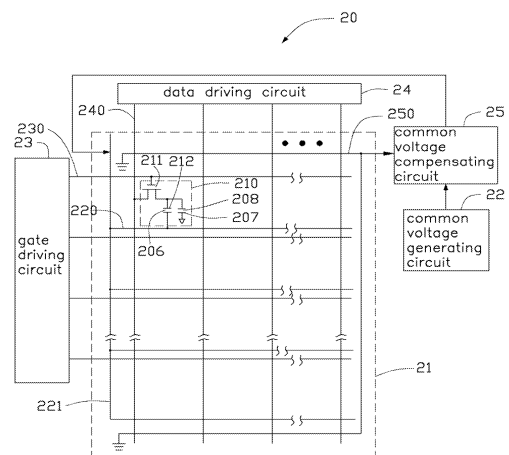 20
data driving circuit
24
240
250
25
common
voltage
compensating
circuit
230
23
211
212
210
22
208
220
207
206
common
voltage
generating
circuit
gate
driving
circuit
21
221